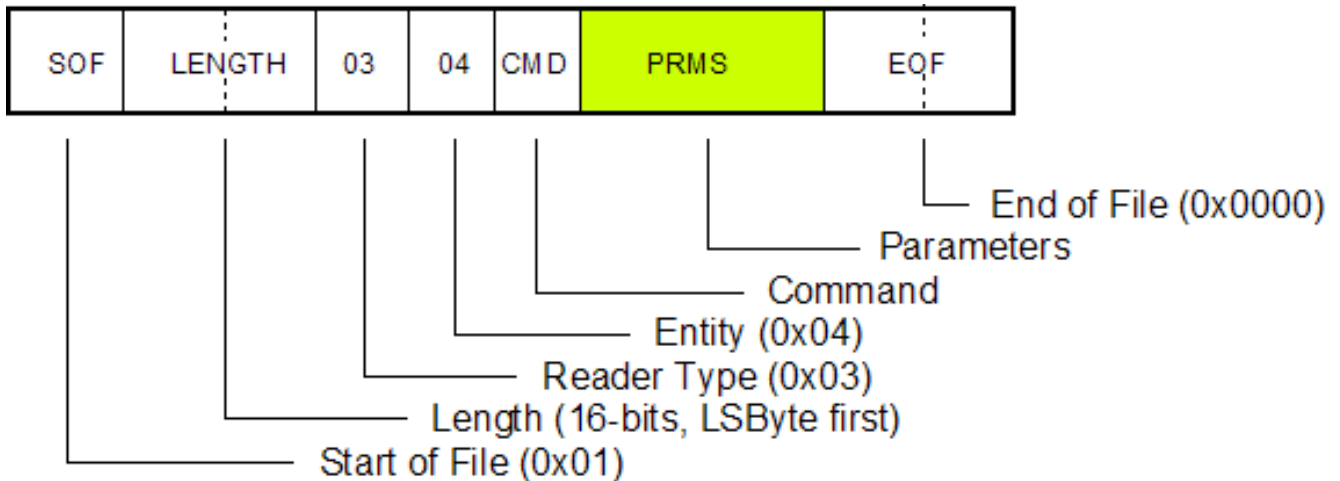 SOF LENGTH 03 04 CMD PRMS EOF
End of File (0x0000)
Parameters
Command
Entity (0x04)
Reader Type (0x03)
Length (16-bits, LSByte first)
Start of File (0x01)